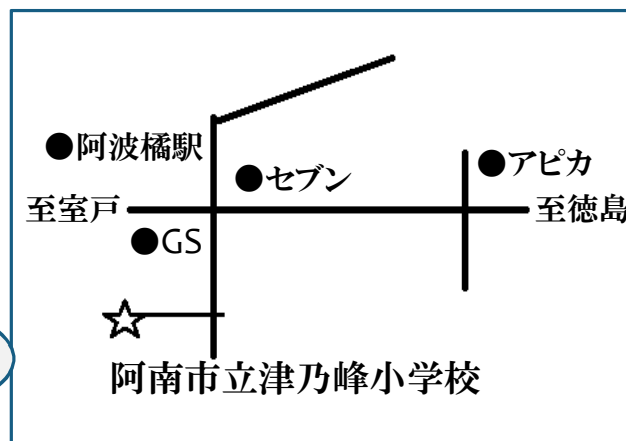 ●阿波橘駅
●セブン
●アピカ
至室戸
至徳島
●GS
阿南市立津乃峰小学校